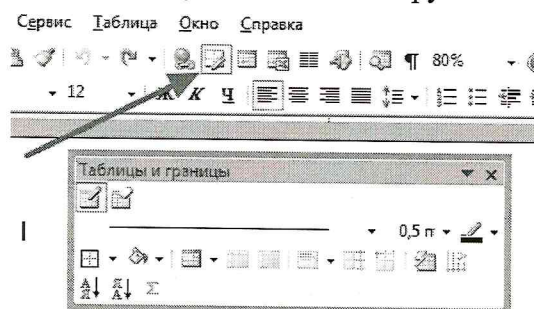 Сервис Таблица Окно Справка
¶ 80%
12 Ж К Ч
Таблицы и границы
0,5 п